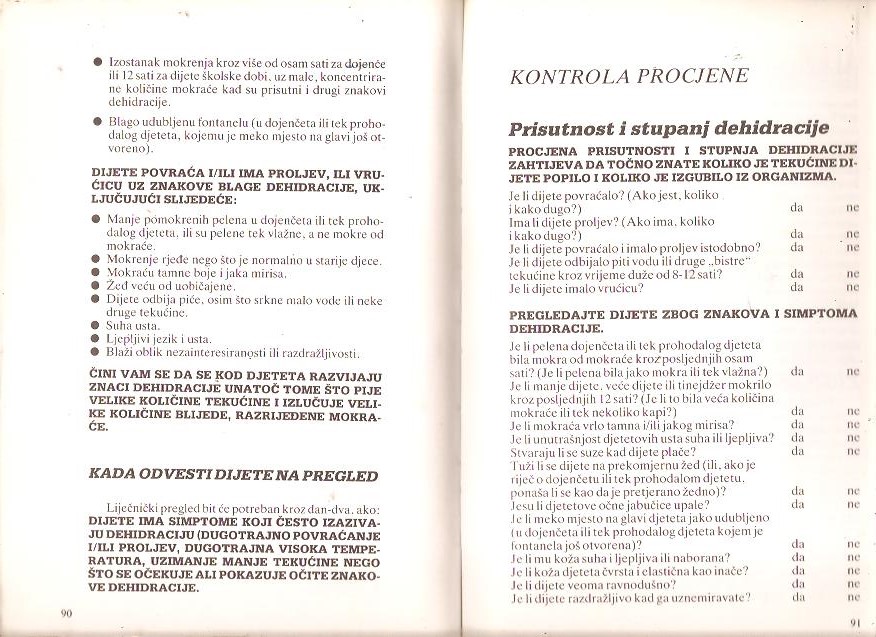 ● Izostanak mokrenja kroz više od osam sati za dojenče
ili 12 sati za dijete školske dobi, uz male, koncentrira-
ne količine mokraće kad su prisutni i drugi znakovi
dehidracije.
● Blago udubljenu fontanelu (u dojenčeta ili tek proho-
dalog djeteta, kojemu je meko mjesto na glavi još ot-
voreno).
DIJETE POVRAĆA I/ILI IMA PROLJEV, ILI VRU-
ĆICU UZ ZNAKOVE BLAGE DEHIDRACIJE, UK-
LJUČUJUĆI SLIJEDEĆE:
● Manje pomokrenih pelena u dojenčeta ili tek proho-
dalog djeteta, ili su pelene tek vlažne, a ne mokre od
mokraće.
● Mokrenje rjeđe nego što je normalno u starije djece.
● Mokraću tamne boje i jaka mirisa.
● Žeđ veću od uobičajene.
● Dijete odbija piće, osim što srkne malo vode ili neke
druge tekućine.
● Suha usta.
● Ljepljivi jezik i usta.
● Blaži oblik nezainteresiranosti ili razdražljivosti.
ČINI VAM SE DA SE KOD DJETETA RAZVIJAJU
ZNACI DEHIDRACIJE UNATOČ TOME ŠTO PIJE
VELIKE KOLIČINE TEKUĆINE I IZLUČUJE VELI-
KE KOLIČINE BLIJEDE, RAZRIJEĐENE MOKRA-
ĆE.
KADA ODVESTI DIJETE NA PREGLED
Liječnički pregled bit će potreban kroz dan-dva, ako:
DIJETE IMA SIMPTOME KOJI ČESTO IZAZIVA-
JU DEHIDRACIJU (DUGOTRAJNO POVRAĆANJE
I/ILI PROLJEV, DUGOTRAJNA VISOKA TEMPE-
RATURA, UZIMANJE MANJE TEKUĆINE NEGO
ŠTO SE OČEKUJE ALI POKAZUJE OČITE ZNAKO-
VE DEHIDRACIJE.
90
KONTROLA PROCJENE
Prisutnost i stupanj dehidracije
PROCJENA PRISUTNOSTI I STUPNJA DEHIDRACIJE
ZAHTIJEVA DA TOČNO ZNATE KOLIKO JE TEKUĆINE DI-
JETE POPILO I KOLIKO JE IZGUBILO IZ ORGANIZMA.
Je li dijete povraćalo? (Ako jest, koliko
i kako dugo?) da ne
Ima li dijete proljev? (Ako ima, koliko
i kako dugo?) da ne
Je li dijete povraćalo i imalo proljev istodobno? da ne
Je li dijete odbijalo piti vodu ili druge „bistre“
tekućine kroz vrijeme duže od 8-12 sati? da ne
Je li dijete imalo vrućicu? da ne
PREGLEDAJTE DIJETE ZBOG ZNAKOVA I SIMPTOMA
DEHIDRACIJE.
Je li pelena dojenčeta ili tek prohodalog djeteta
bila mokra od mokraće kroz posljednjih osam
sati? (Je li pelena bila jako mokra ili tek vlažna?) da ne
Je li manje dijete, veće dijete ili tinejdžer mokrilo
kroz posljednjih 12 sati? (Je li to bila veća količina
mokraće ili tek nekoliko kapi?) da ne
Je li mokraća vrlo tamna i/ili jakog mirisa? da ne
Je li unutrašnjost djetetovih usta suha ili ljepljiva? da ne
Stvaraju li se suze kad dijete plače? da ne
Tuži li se dijete na prekomjernu žeđ (ili, ako je
riječ o dojenčetu ili tek prohodalom djetetu,
ponaša li se kao da je pretjerano žedno)? da ne
Jesu li djetetove očne jabučice upale? da ne
Je li meko mjesto na glavi djeteta jako udubljeno
(u dojenčeta ili tek prohodalog djeteta kojem je
fontanela još otvorena)? da ne
Je li mu koža suha i ljepljiva ili naborana? da ne
Je li koža djeteta čvrsta i elastična kao inače? da ne
Je li dijete veoma ravnodušno? da ne
Je li dijete razdražljivo kad ga uznemiravate? da ne
91